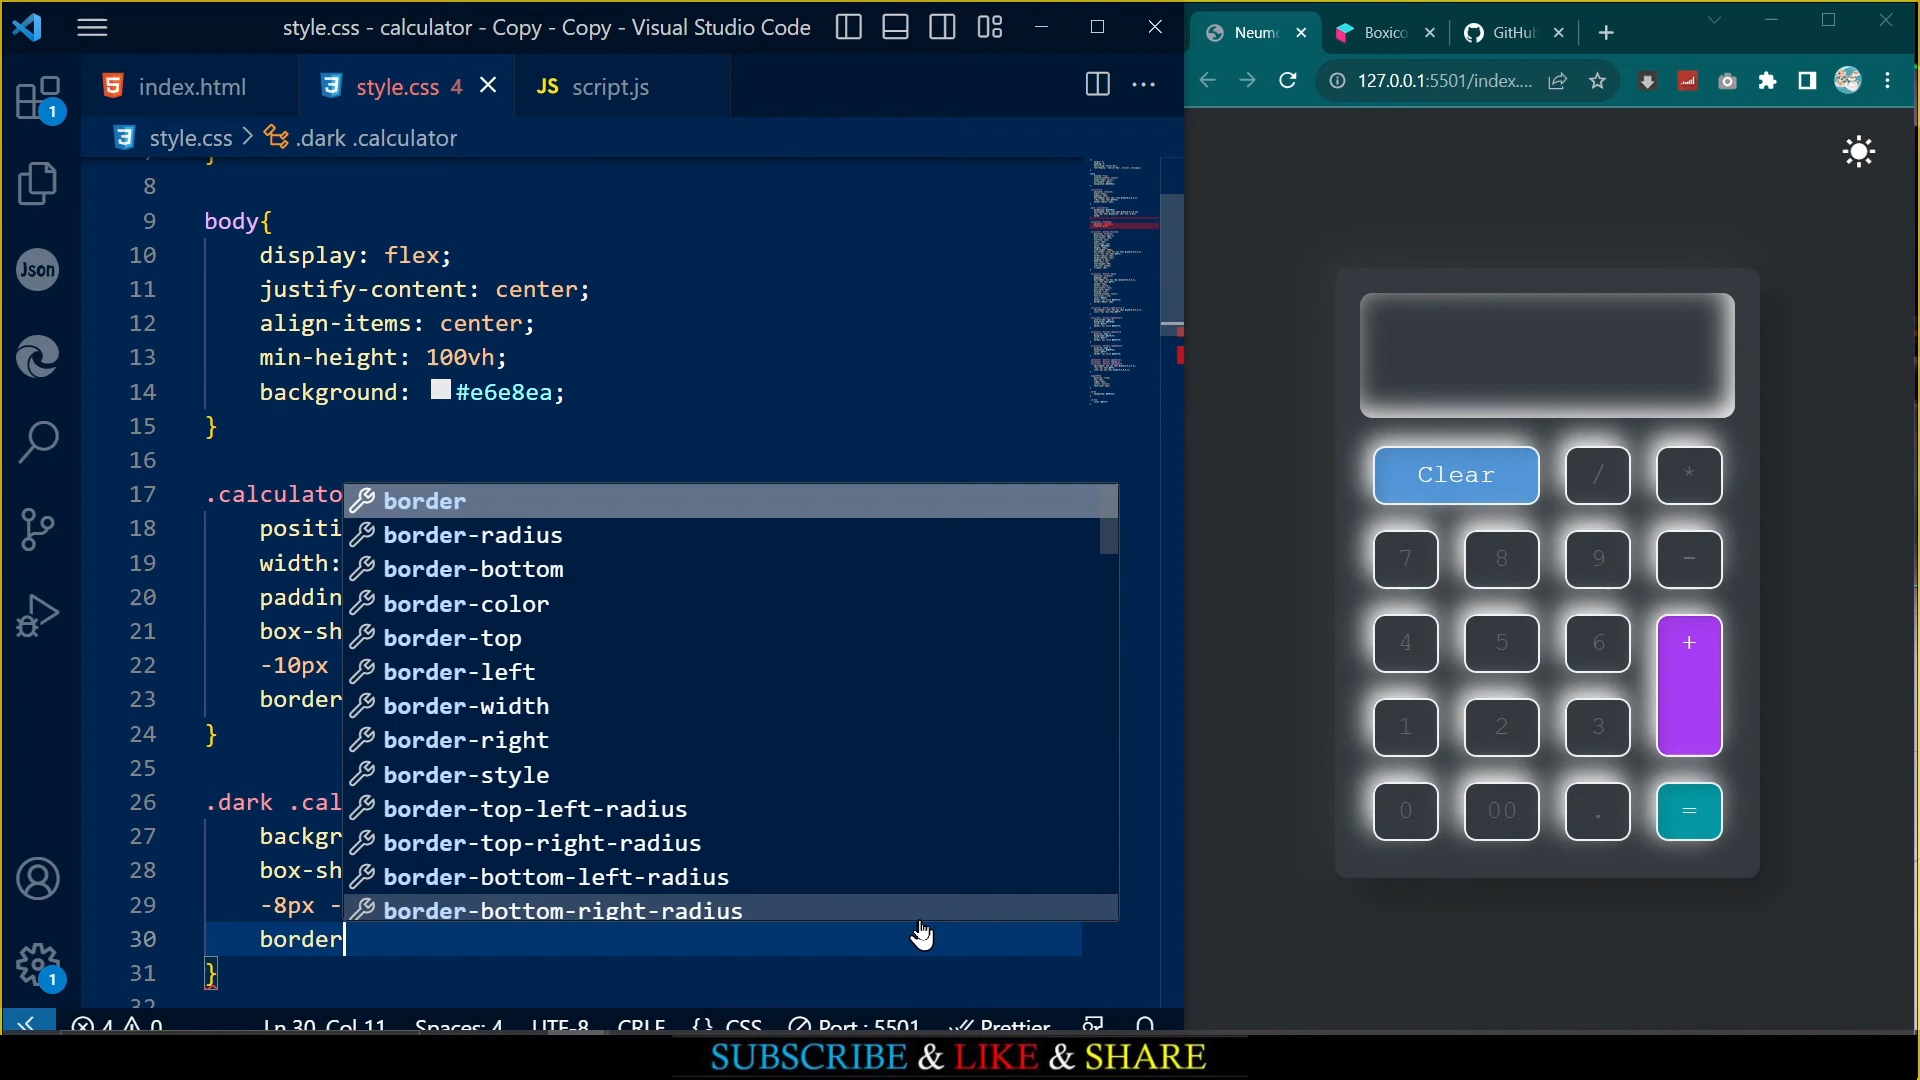 style.css - calculator - Copy - Copy - Visual Studio Code
index.html
style.css 4
JS script.js
style.css > .dark .calculator
8
9 body{
10 display: flex;
11 justify-content: center;
12 align-items: center;
13 min-height: 100vh;
14 background: #e6e8ea;
15 }
16
17 .calculato
18 positi
19 width:
20 paddin
21 box-sh
22 -10px
23 border
24 }
25
26 .dark .cal
27 backgr
28 box-sh
29 -8px -
30 border
31 }
32
border
border-radius
border-bottom
border-color
border-top
border-left
border-width
border-right
border-style
border-top-left-radius
border-top-right-radius
border-bottom-left-radius
border-bottom-right-radius
1
Json
1
4 0 Ln 30, Col 11 Spaces: 4 UTF-8 CRLF {} CSS Port : 5501 Prettier
Neum
Boxico
GitHu
127.0.0.1:5501/index....
Clear / *
7 8 9 -
4 5 6 +
1 2 3
0 00 . =
SUBSCRIBE & LIKE & SHARE